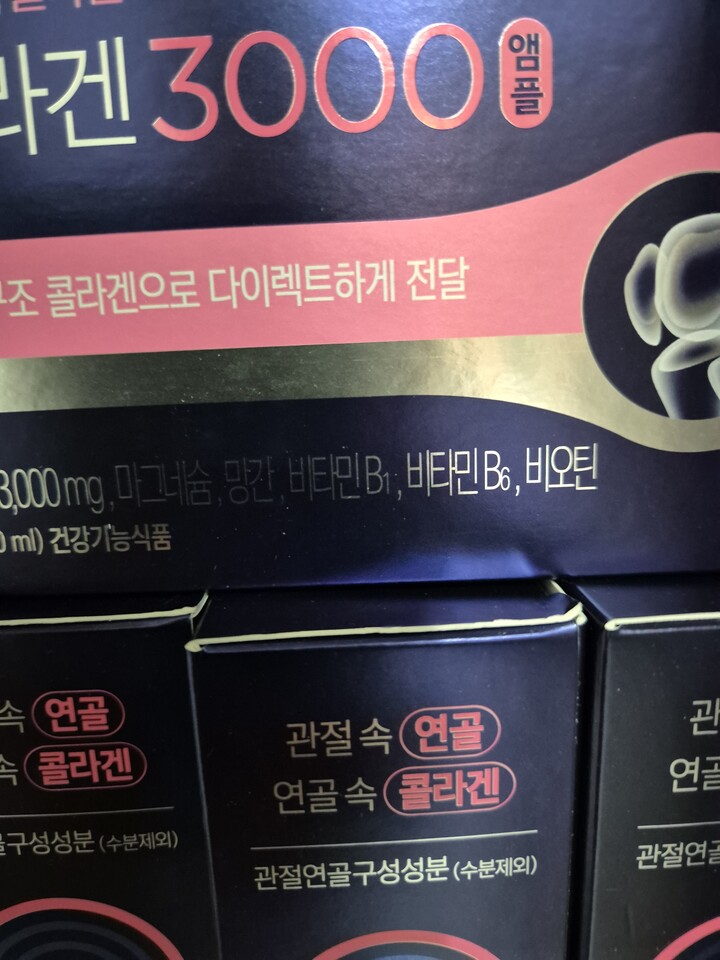 라겐 3000 앰플
구조 콜라겐으로 다이렉트하게 전달
3,000 mg, 마그네슘, 망간, 비타민 B1, 비타민 B6, 비오틴
0 ml) 건강기능식품
속 연골
속 콜라겐
골구성성분 (수분제외)
관절 속 연골
연골 속 콜라겐
관절연골구성성분 (수분제외)
관
연골
관절연골